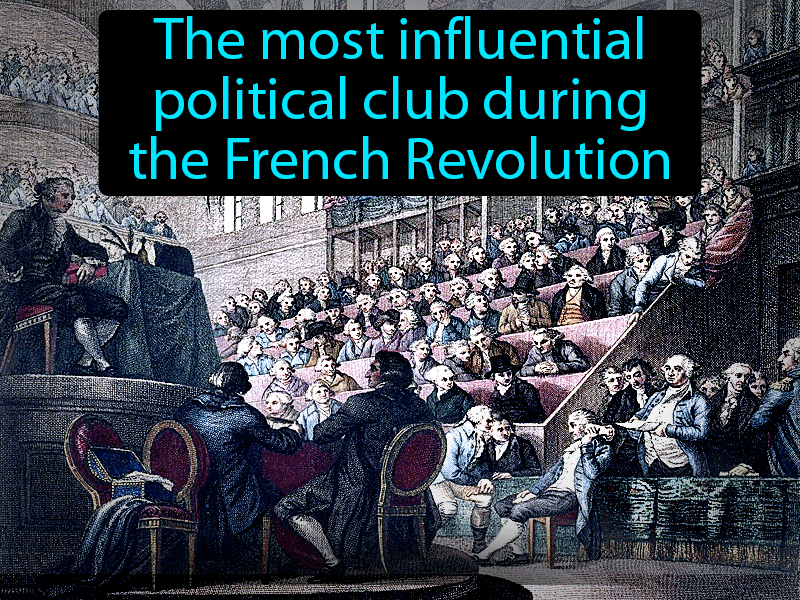 The most influential
political club during
the French Revolution